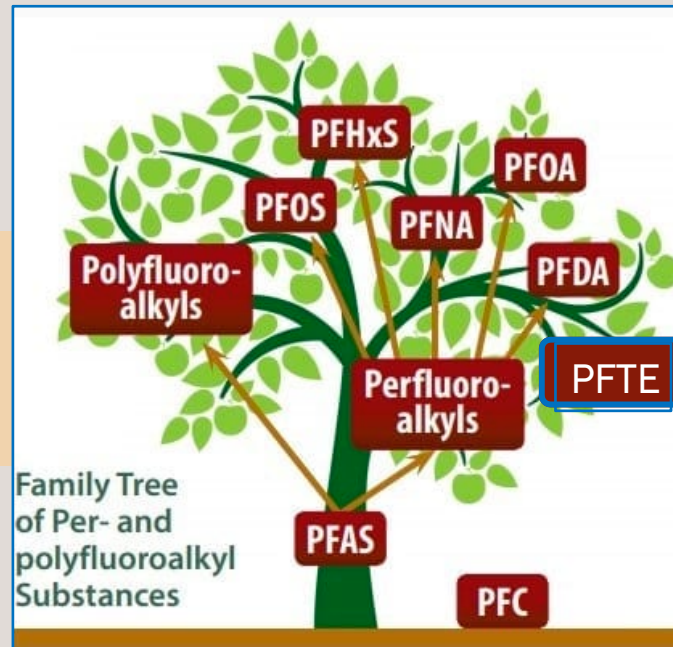 PFHxS
PFOA
PFOS
PFNA
Polyfluoro-
alkyls
PFDA
PFTE
Perfluoro-
alkyls
Family Tree
of Per- and
polyfluoroalkyl
Substances
PFAS
PFC